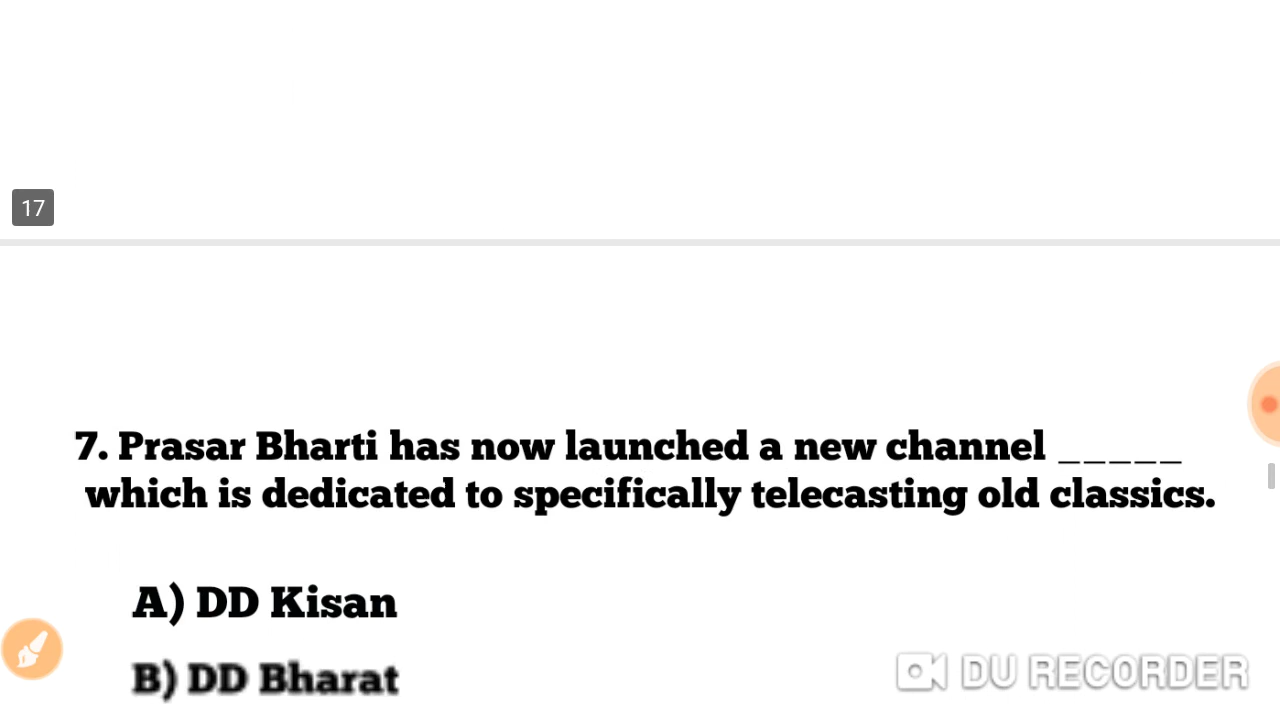 17
7. Prasar Bharti has now launched a new channel _____
which is dedicated to specifically telecasting old classics.
A) DD Kisan
B) DD Bharat
DU RECORDER